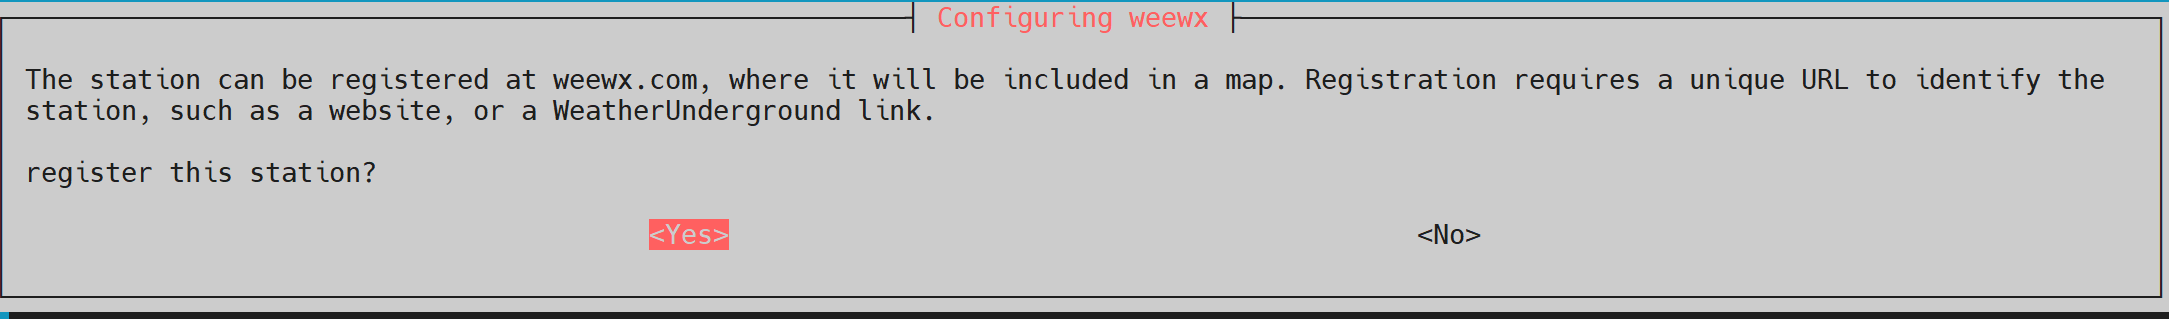 Configuring weewx
The station can be registered at weewx.com, where it will be included in a map. Registration requires a unique URL to identify the
station, such as a website, or a WeatherUnderground link.
register this station?
<Yes> <No>